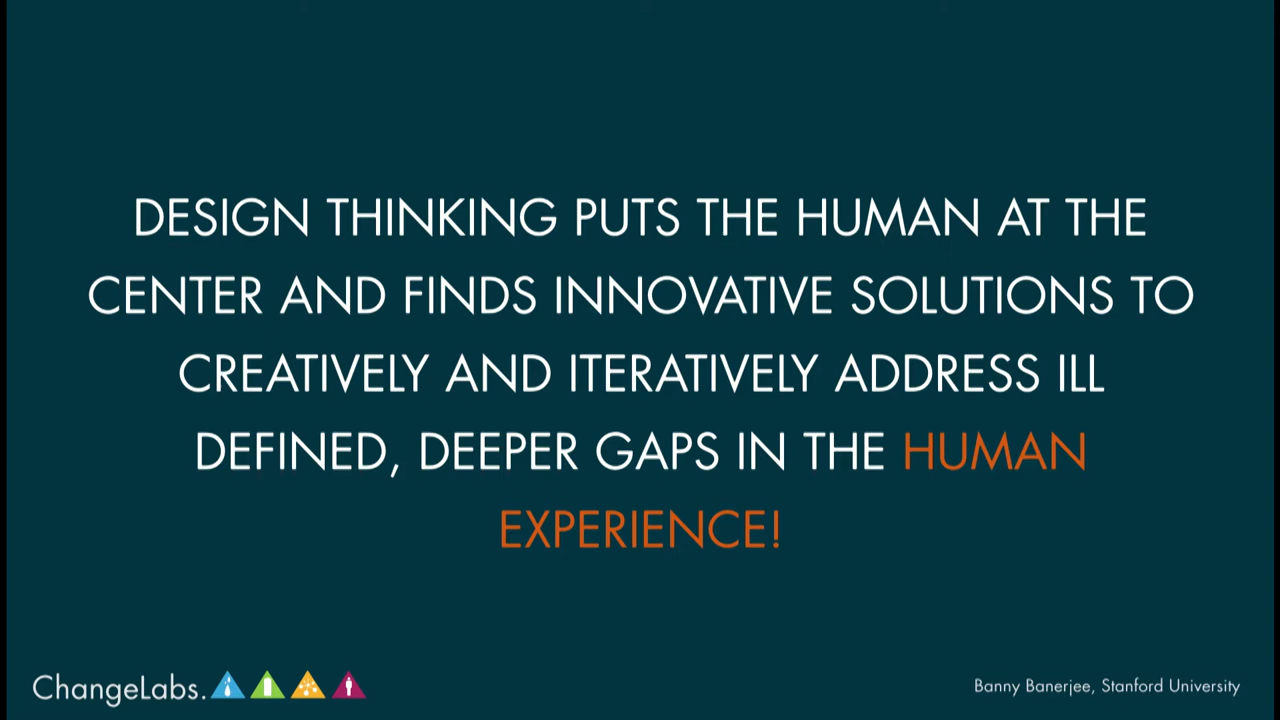 DESIGN THINKING PUTS THE HUMAN AT THE
CENTER AND FINDS INNOVATIVE SOLUTIONS TO
CREATIVELY AND ITERATIVELY ADDRESS ILL
DEFINED, DEEPER GAPS IN THE HUMAN
EXPERIENCE!
ChangeLabs.
Banny Banerjee, Stanford University